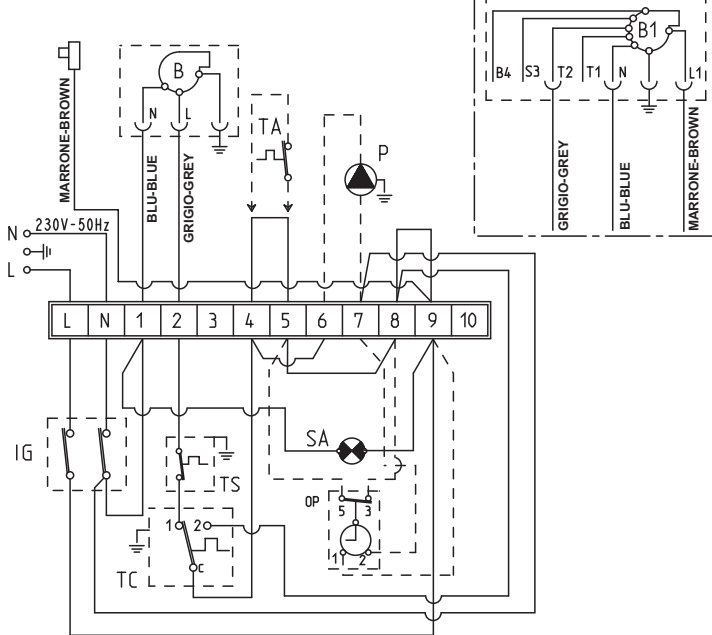 B
N L
MARRONE-BROWN
BLU-BLUE
GRIGIO-GREY
TA
P
B1
B4 S3 T2 T1 N L1
GRIGIO-GREY
BLU-BLUE
MARRONE-BROWN
N 230V-50Hz
L
L N 1 2 3 4 5 6 7 8 9 10
IG
SA
TS
OP
5 3
1 2
1 2
C
TC